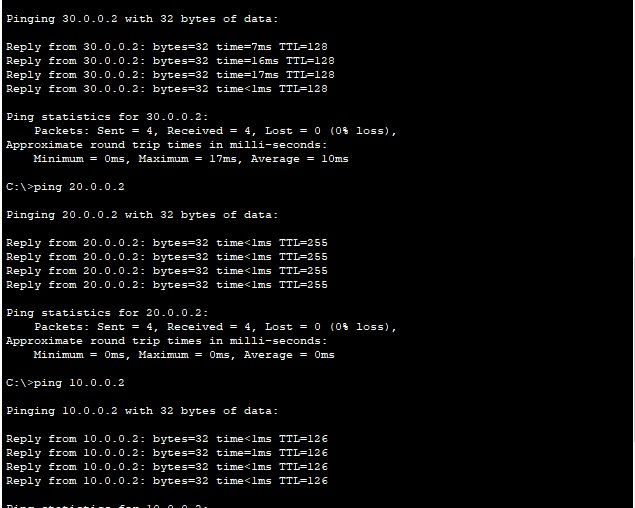 Pinging 30.0.0.2 with 32 bytes of data:
Reply from 30.0.0.2: bytes=32 time=7ms TTL=128
Reply from 30.0.0.2: bytes=32 time=16ms TTL=128
Reply from 30.0.0.2: bytes=32 time=17ms TTL=128
Reply from 30.0.0.2: bytes=32 time<1ms TTL=128
Ping statistics for 30.0.0.2:
Packets: Sent = 4, Received = 4, Lost = 0 (0% loss),
Approximate round trip times in milli-seconds:
Minimum = 0ms, Maximum = 17ms, Average = 10ms
C:\>ping 20.0.0.2
Pinging 20.0.0.2 with 32 bytes of data:
Reply from 20.0.0.2: bytes=32 time<1ms TTL=255
Reply from 20.0.0.2: bytes=32 time<1ms TTL=255
Reply from 20.0.0.2: bytes=32 time<1ms TTL=255
Reply from 20.0.0.2: bytes=32 time<1ms TTL=255
Ping statistics for 20.0.0.2:
Packets: Sent = 4, Received = 4, Lost = 0 (0% loss),
Approximate round trip times in milli-seconds:
Minimum = 0ms, Maximum = 0ms, Average = 0ms
C:\>ping 10.0.0.2
Pinging 10.0.0.2 with 32 bytes of data:
Reply from 10.0.0.2: bytes=32 time<1ms TTL=126
Reply from 10.0.0.2: bytes=32 time=1ms TTL=126
Reply from 10.0.0.2: bytes=32 time<1ms TTL=126
Reply from 10.0.0.2: bytes=32 time<1ms TTL=126
Ping statistics for 10.0.0.2: